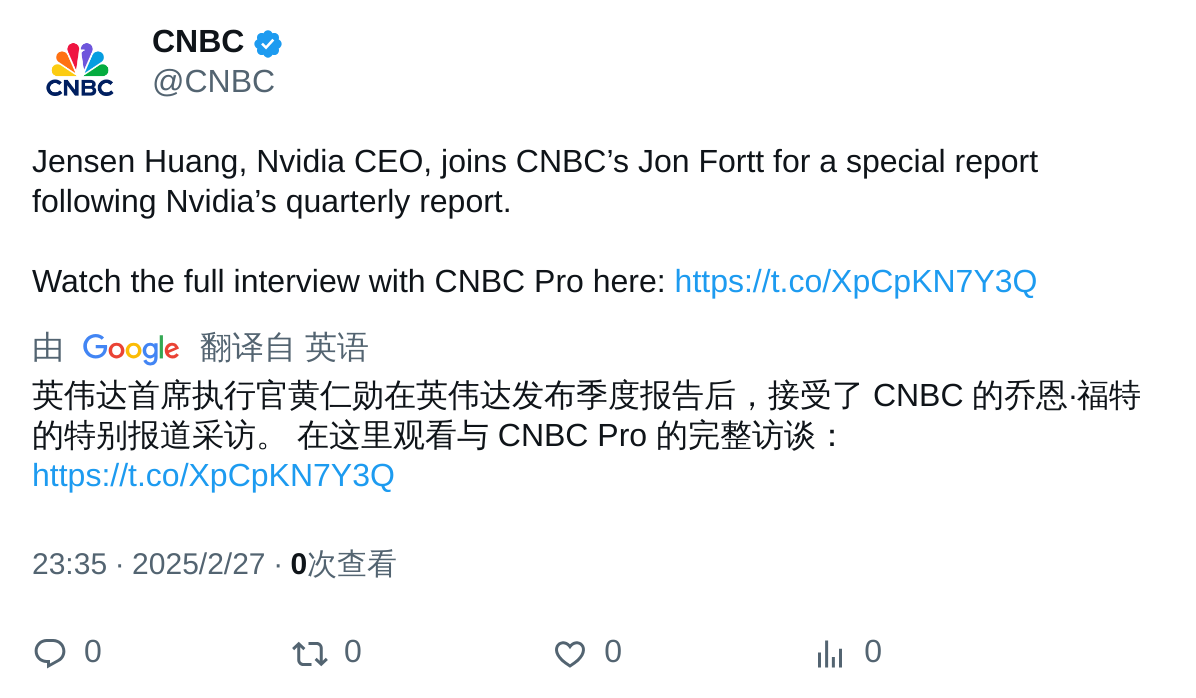 CNBC
@CNBC
CNBC
Jensen Huang, Nvidia CEO, joins CNBC’s Jon Fortt for a special report
following Nvidia’s quarterly report.
Watch the full interview with CNBC Pro here: https://t.co/XpCpKN7Y3Q
由 Google 翻译自 英语
英伟达首席执行官黄仁勋在英伟达发布季度报告后，接受了 CNBC 的乔恩·福特
的特别报道采访。 在这里观看与 CNBC Pro 的完整访谈：
https://t.co/XpCpKN7Y3Q
23:35 · 2025/2/27 · 0次查看
0 0 0 0